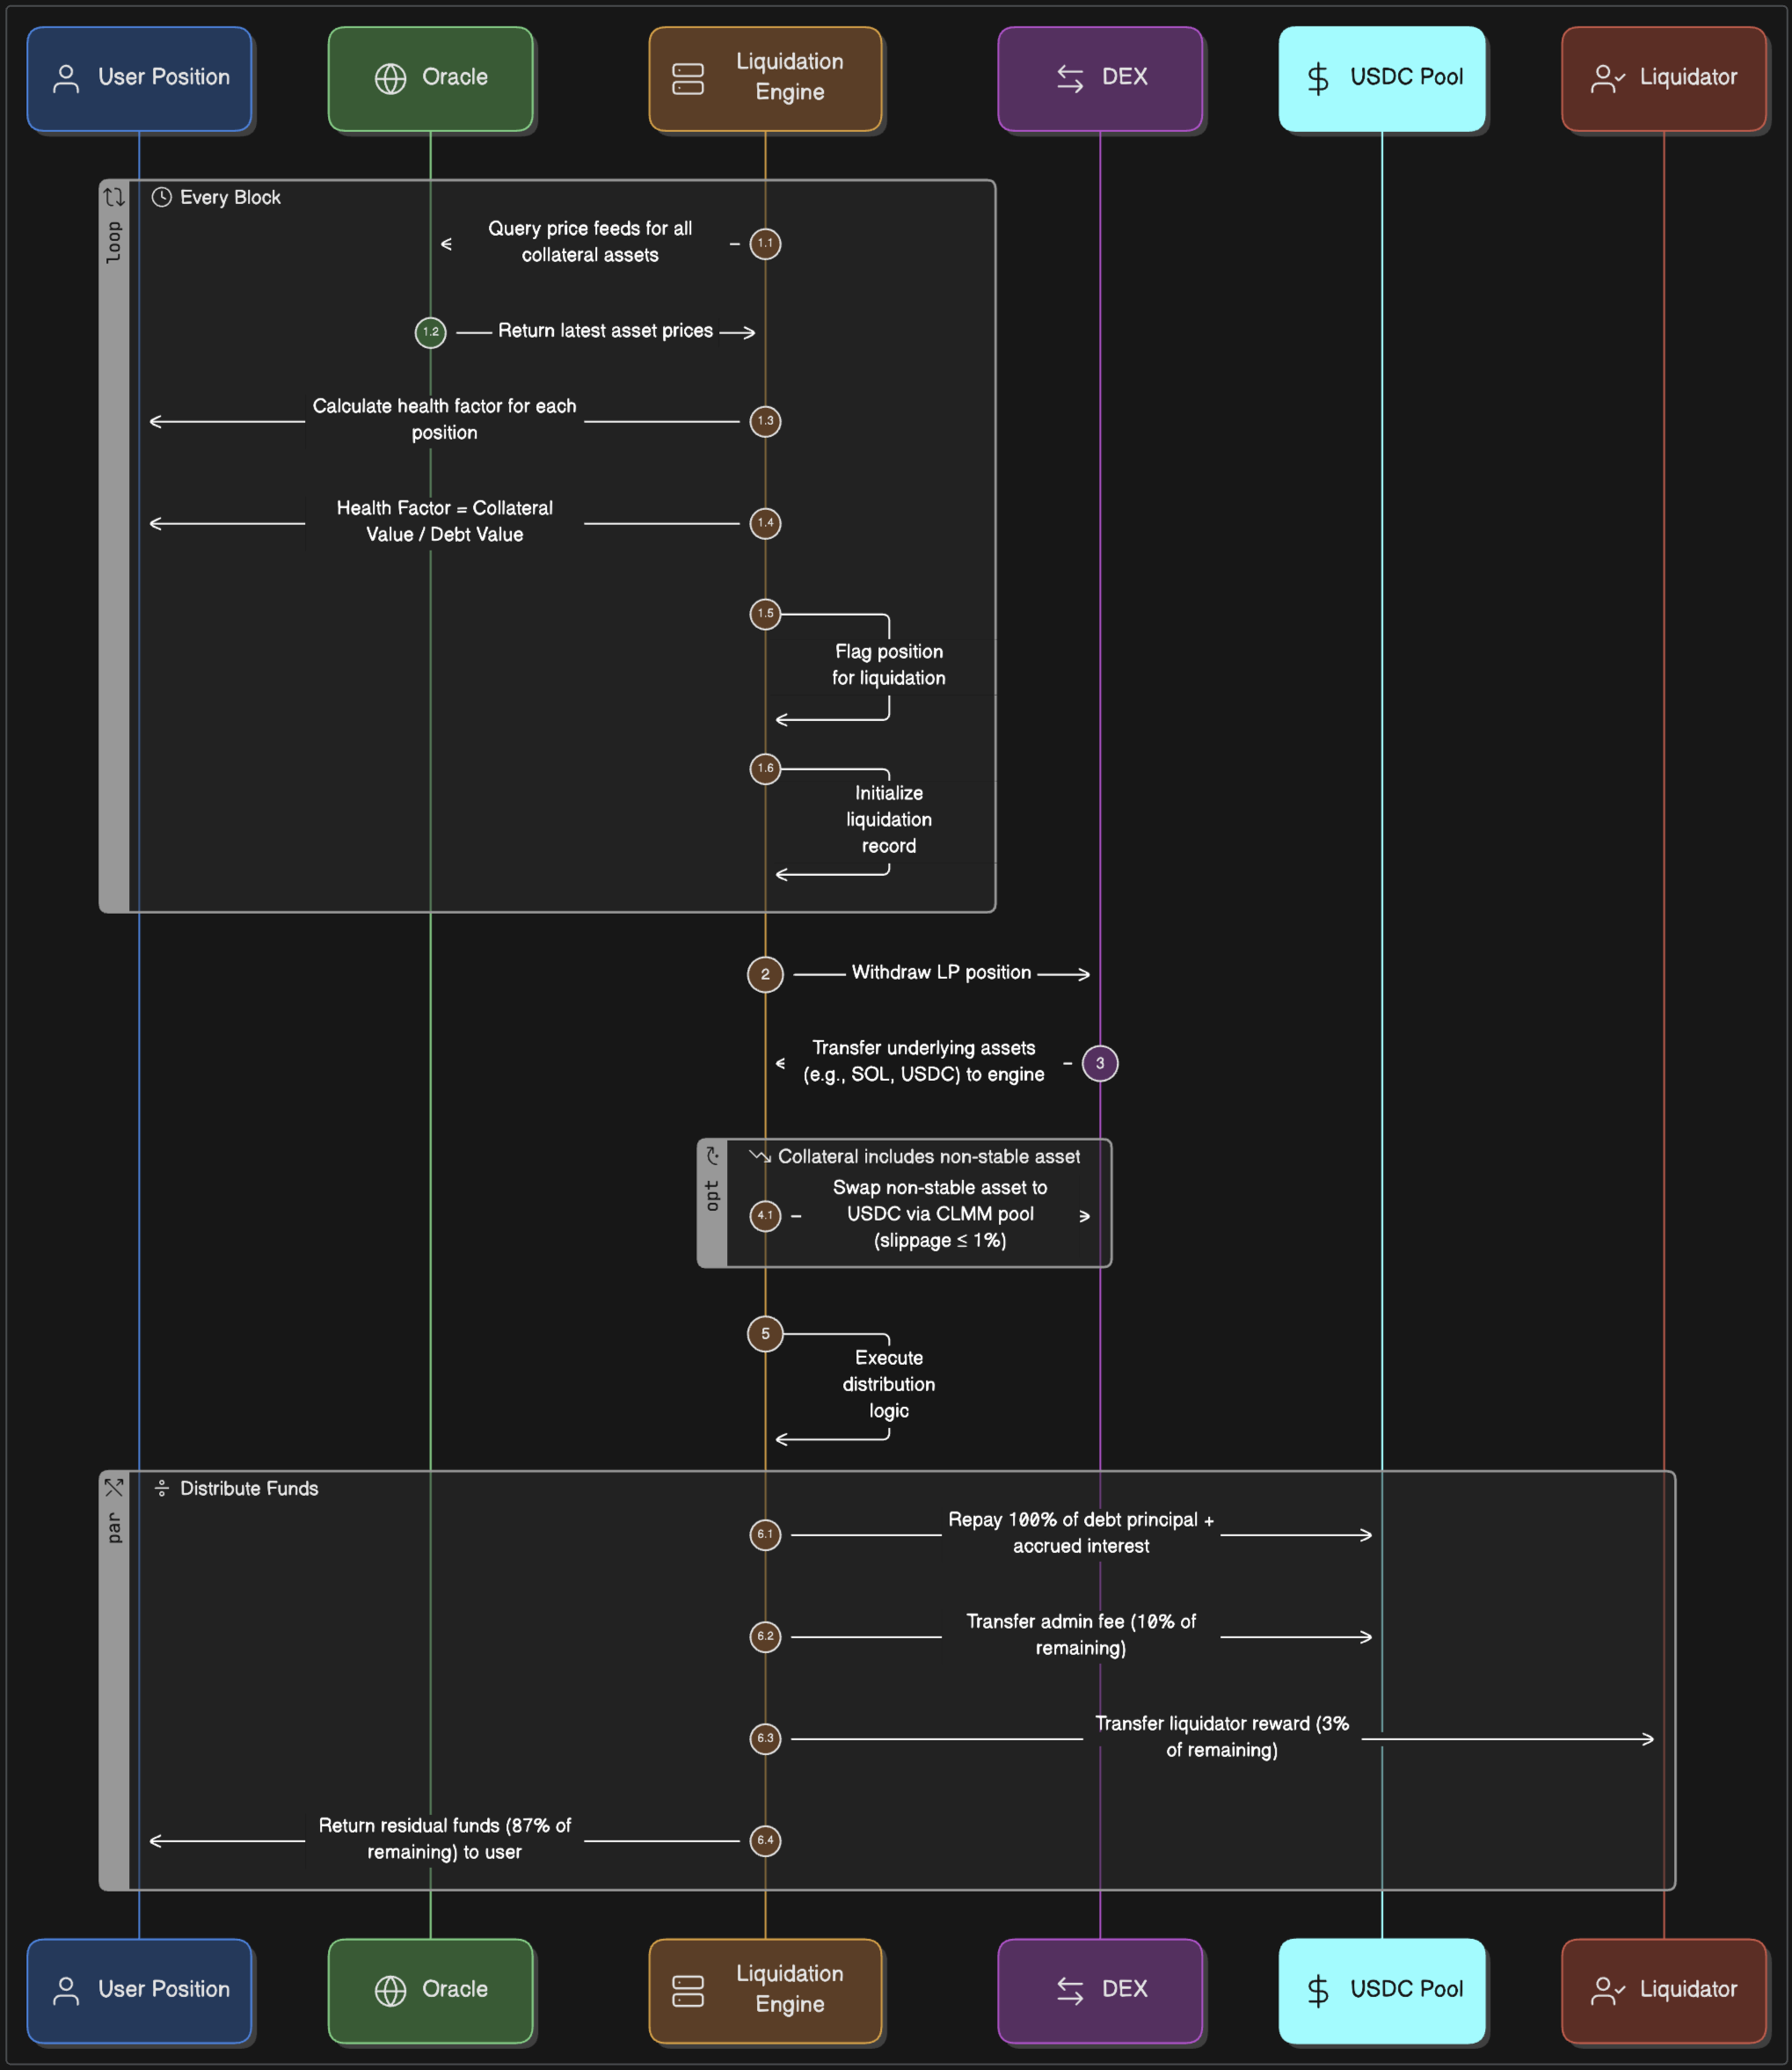 User Position
Oracle
Liquidation
Engine
DEX
USDC Pool
Liquidator
loop
Every Block
Query price feeds for all
collateral assets
1.1
1.2
Return latest asset prices
Calculate health factor for each
position
1.3
Health Factor = Collateral
Value / Debt Value
1.4
1.5
Flag position
for liquidation
1.6
Initialize
liquidation
record
2
Withdraw LP position
Transfer underlying assets
(e.g., SOL, USDC) to engine
3
opt
Collateral includes non-stable asset
4.1
Swap non-stable asset to
USDC via CLMM pool
(slippage ≤ 1%)
5
Execute
distribution
logic
par
Distribute Funds
6.1
Repay 100% of debt principal +
accrued interest
6.2
Transfer admin fee (10% of
remaining)
6.3
Transfer liquidator reward (3%
of remaining)
Return residual funds (87% of
remaining) to user
6.4
User Position
Oracle
Liquidation
Engine
DEX
USDC Pool
Liquidator